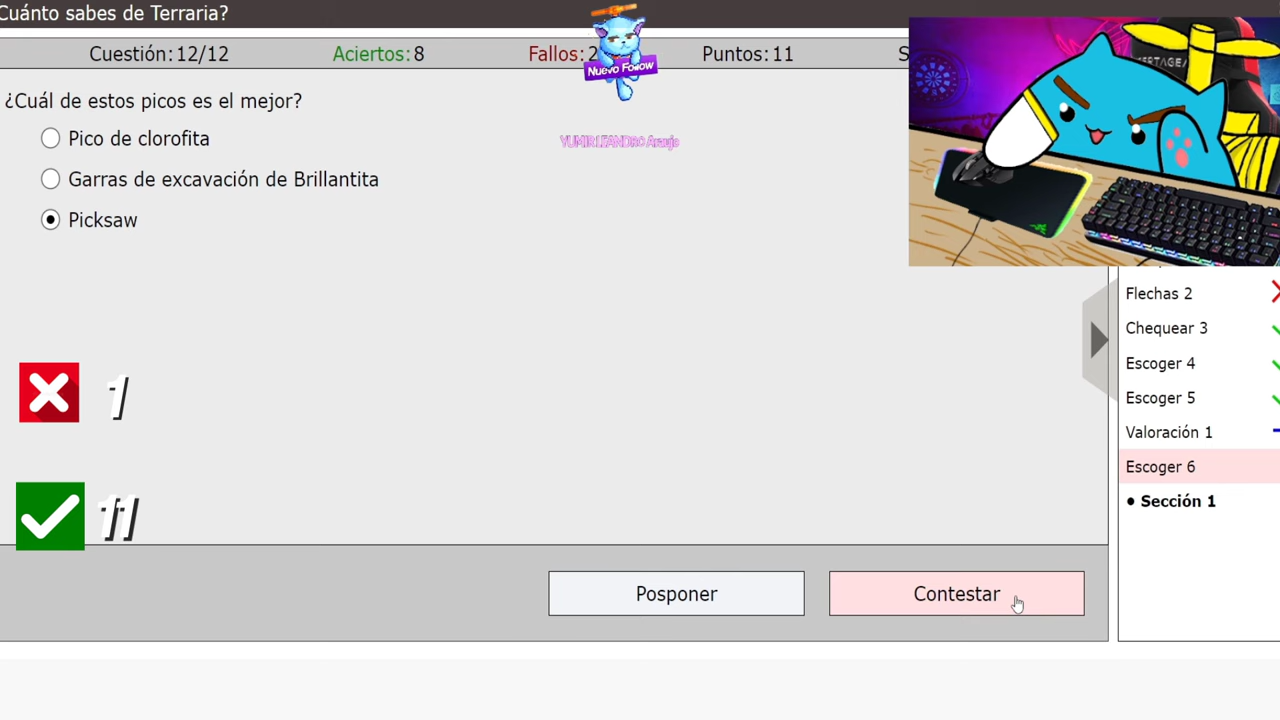 Cuánto sabes de Terraria?
Cuestión: 12/12 Aciertos: 8 Fallos: 2 Puntos: 11 S
Nuevo Follow
¿Cuál de estos picos es el mejor?
Pico de clorofita
Garras de excavación de Brillantita
Picksaw
Flechas 2
Chequear 3
Escoger 4
Escoger 5
Valoración 1
Escoger 6
• Sección 1
1
11
Posponer
Contestar